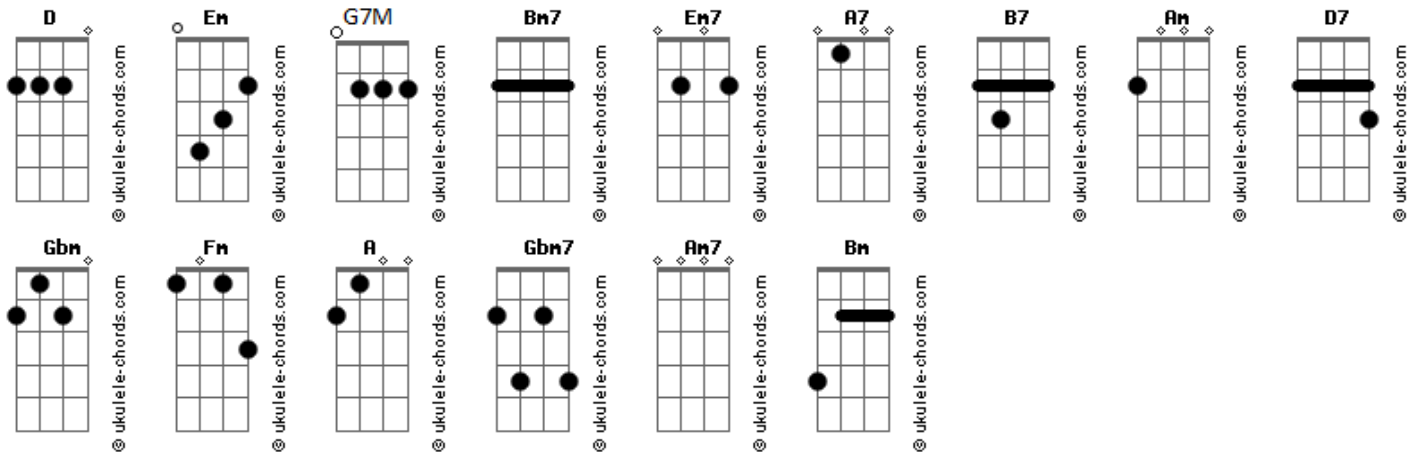 D Em G7M Bm7 Em7 A7 B7 Am D7
© ukulele-chords.com © ukulele-chords.com © ukulele-chords.com © ukulele-chords.com © ukulele-chords.com © ukulele-chords.com © ukulele-chords.com © ukulele-chords.com © ukulele-chords.com
Gbm Fm A Gbm7 Am7 Bm
© ukulele-chords.com © ukulele-chords.com © ukulele-chords.com © ukulele-chords.com © ukulele-chords.com © ukulele-chords.com